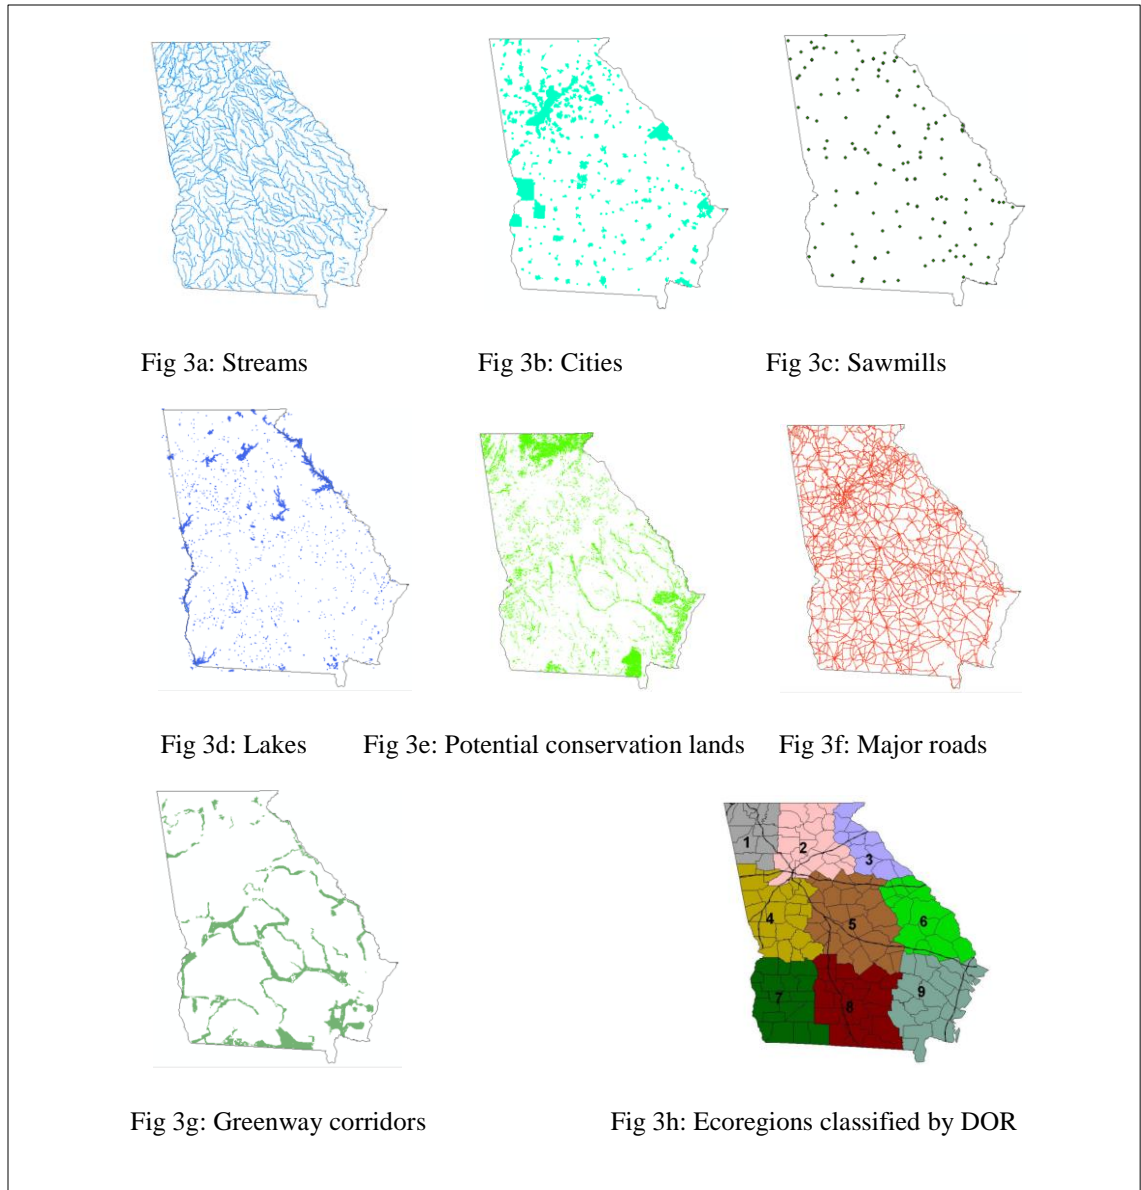 Fig 3a: Streams
Fig 3b: Cities
Fig 3c: Sawmills
Fig 3d: Lakes
Fig 3e: Potential conservation lands
Fig 3f: Major roads
1
2
3
4
5
6
7
8
9
Fig 3g: Greenway corridors
Fig 3h: Ecoregions classified by DOR